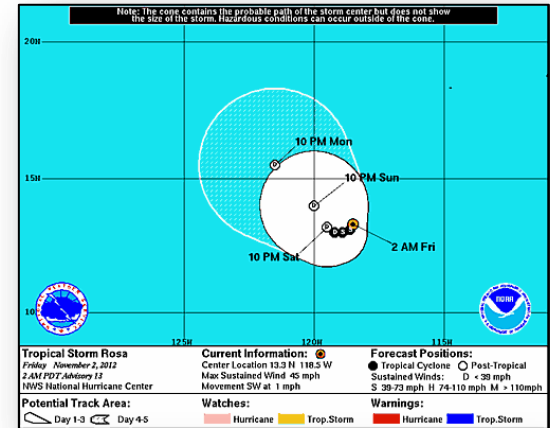 Note: The cone contains the probable path of the storm center but does not show
the size of the storm. Hazardous conditions can occur outside of the cone.
20N
10 PM Mon
15N
10 PM Sun
10 PM Sat
2 AM Fri
10
NOAA
125W 120W 115W
Tropical Storm Rosa
Friday November 2, 2012
2 AM PDT Advisory 13
NWS National Hurricane Center
Current Information:
Center Location 13.3 N 118.5 W
Max Sustained Wind 45 mph
Movement SW at 1 mph
Forecast Positions:
Tropical Cyclone Post-Tropical
Sustained Winds: D < 39 mph
S 39-73 mph H 74-110 mph M > 110mph
Potential Track Area:
Day 1-3 Day 4-5
Watches:
Hurricane Trop.Storm
Warnings:
Hurricane Trop.Storm